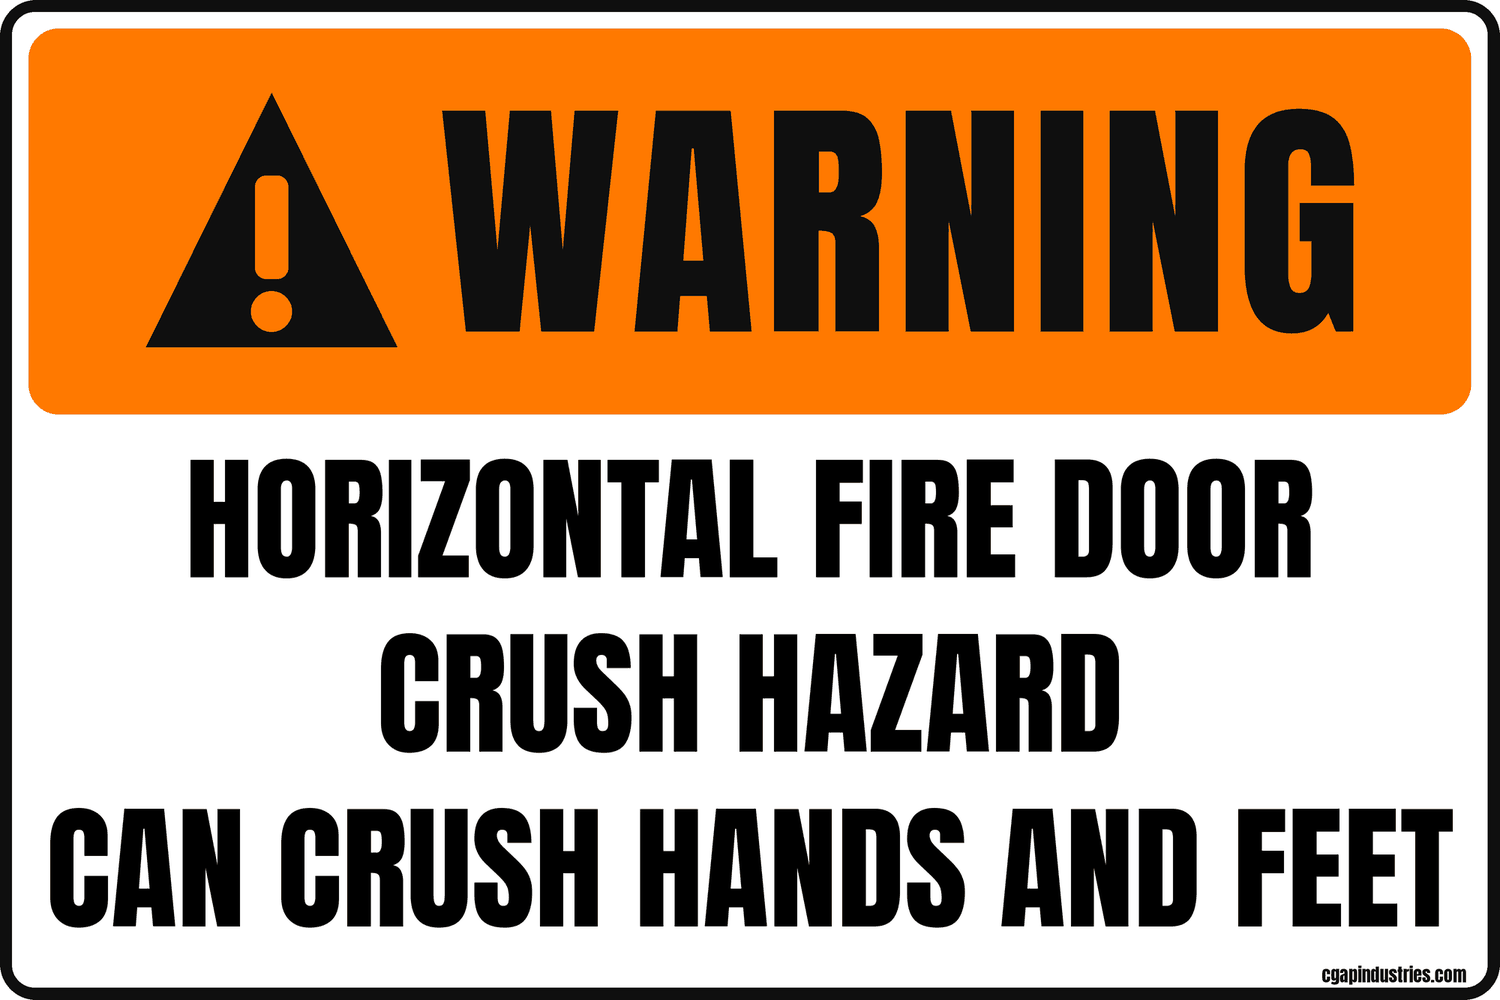 WARNING
HORIZONTAL FIRE DOOR
CRUSH HAZARD
CAN CRUSH HANDS AND FEET
cgapindustries.com